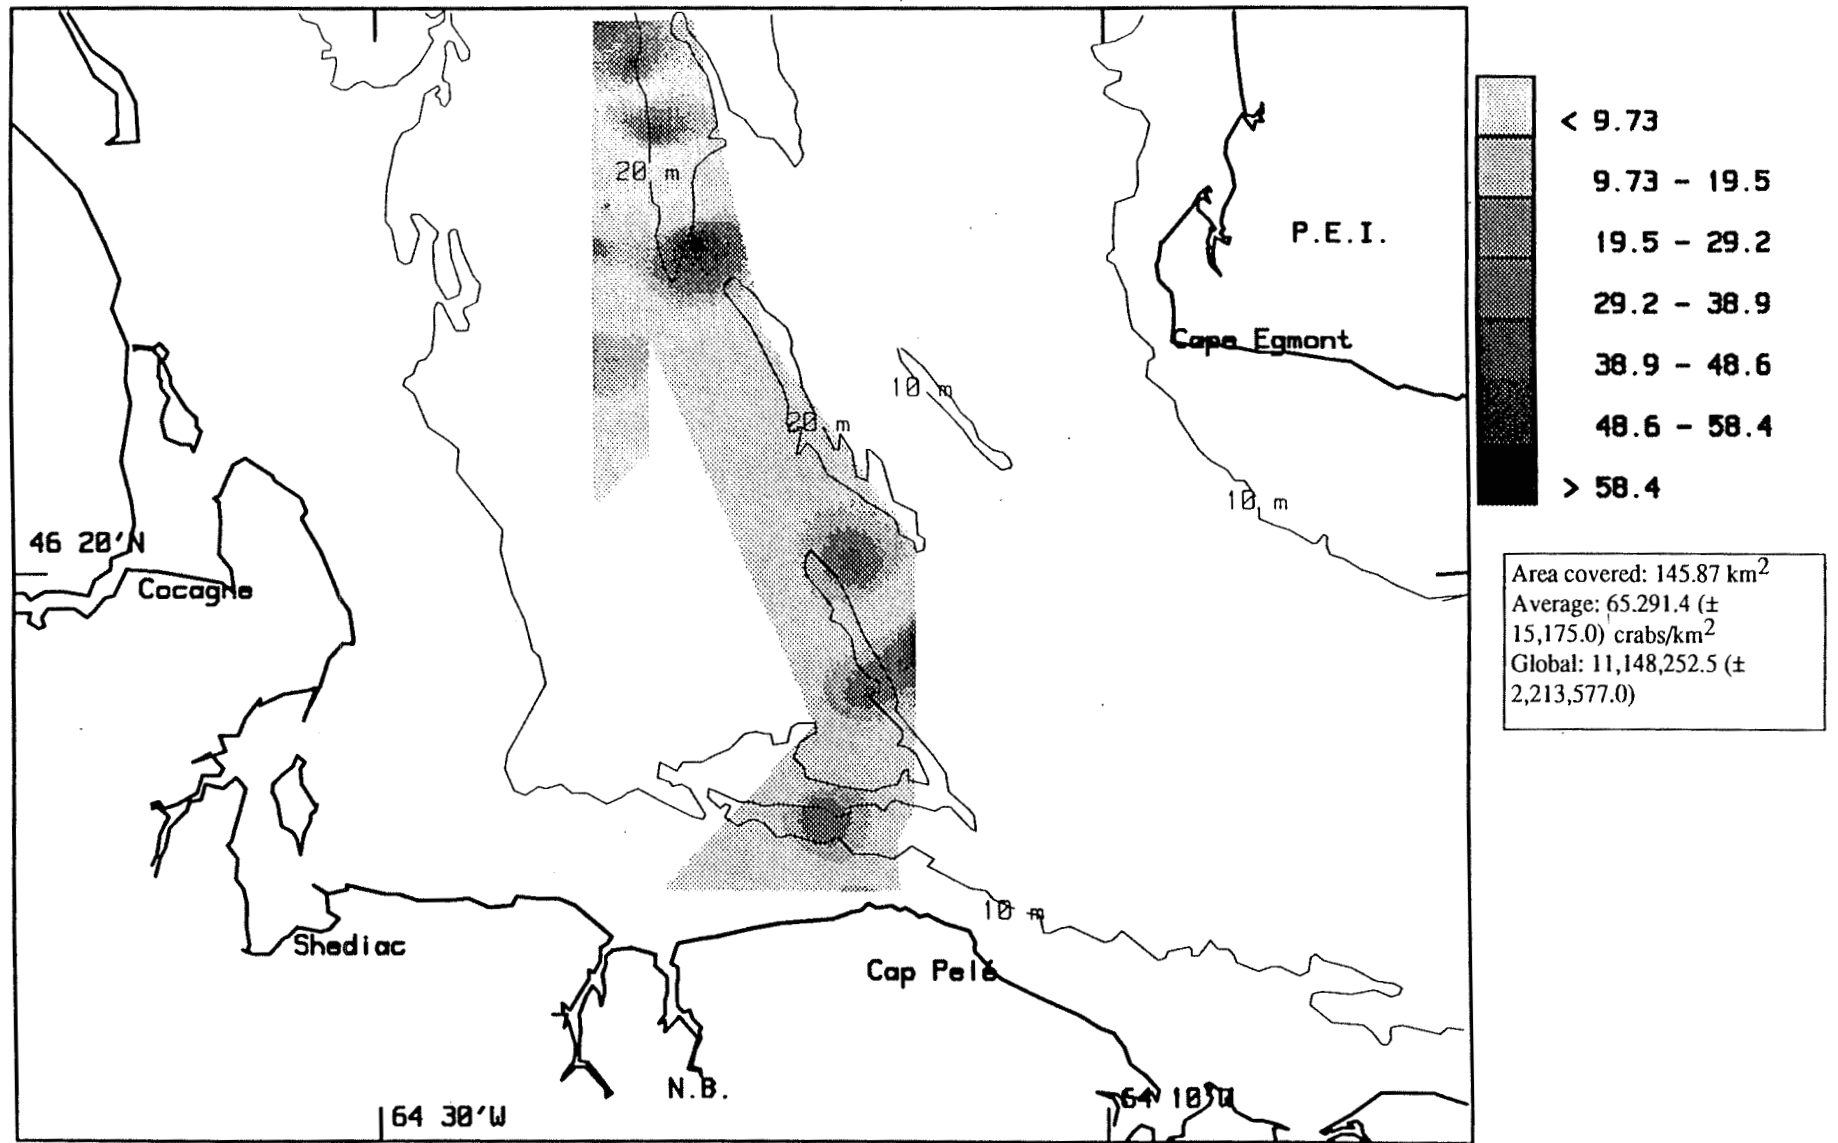 20 m
P.E.I.
Cape Egmont
10 m
20 m
10 m
46 20'N
Cocagne
10 m
Shediac
Cap Pelé
N.B.
64 30'W
64 10'W
< 9.73
9.73 - 19.5
19.5 - 29.2
29.2 - 38.9
38.9 - 48.6
48.6 - 58.4
> 58.4
Area covered: 145.87 km2
Average: 65.291.4 (±
15,175.0) crabs/km2
Global: 11,148,252.5 (±
2,213,577.0)